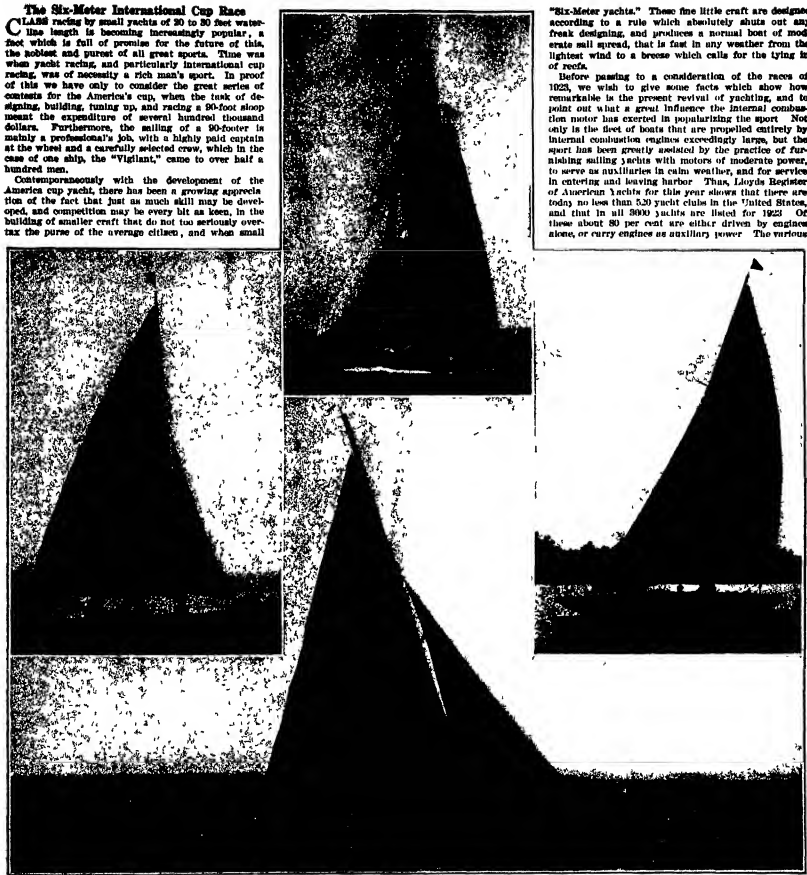 The Six-Meter International Cup Race
CLASS racing by small yachts of 20 to 30 feet water-
line length is becoming increasingly popular, a
fact which is full of promise for the future of this,
the noblest and purest of all great sports. Time was
when yacht racing, and particularly international cup
racing, was of necessity a rich man's sport. In proof
of this we have only to consider the great series of
contests for the America's cup, when the task of de-
signing, building, tuning up, and racing a 90-foot sloop
meant the expenditure of several hundred thousand
dollars. Furthermore, the sailing of a 90-footer is
mainly a professional's job, with a highly paid captain
at the wheel and a carefully selected crew, which in the
case of one ship, the "Vigilant," came to over half a
hundred men.
Contemporaneously with the development of the
America cup yacht, there has been a growing apprecia
tion of the fact that just as much skill may be devel-
oped, and competition may be every bit as keen, in the
building of smaller craft that do not too seriously over-
tax the purse of the average citizen, and when small
"Six-Meter yachts." These fine little craft are designed
according to a rule which absolutely shuts out any
freak designing, and produces a normal boat of mod
erate sail spread, that is fast in any weather from the
lightest wind to a breeze which calls for the tying in
of reefs.
Before passing to a consideration of the races of
1923, we wish to give some facts which show how
remarkable is the present revival of yachting, and to
point out what a great influence the internal combus-
tion motor has exerted in popularizing the sport Not
only is the fleet of boats that are propelled entirely by
internal combustion engines exceedingly large, but the
sport has been greatly assisted by the practice of fur-
nishing sailing yachts with motors of moderate power,
to serve as auxiliaries in calm weather, and for service
in entering and leaving harbor Thus, Lloyds Register
of American Yachts for this year shows that there are
today no less than 520 yacht clubs in the United States,
and that in all 3600 yachts are listed for 1923 Of
these about 80 per cent are either driven by engines
alone, or carry engines as auxiliary power The various